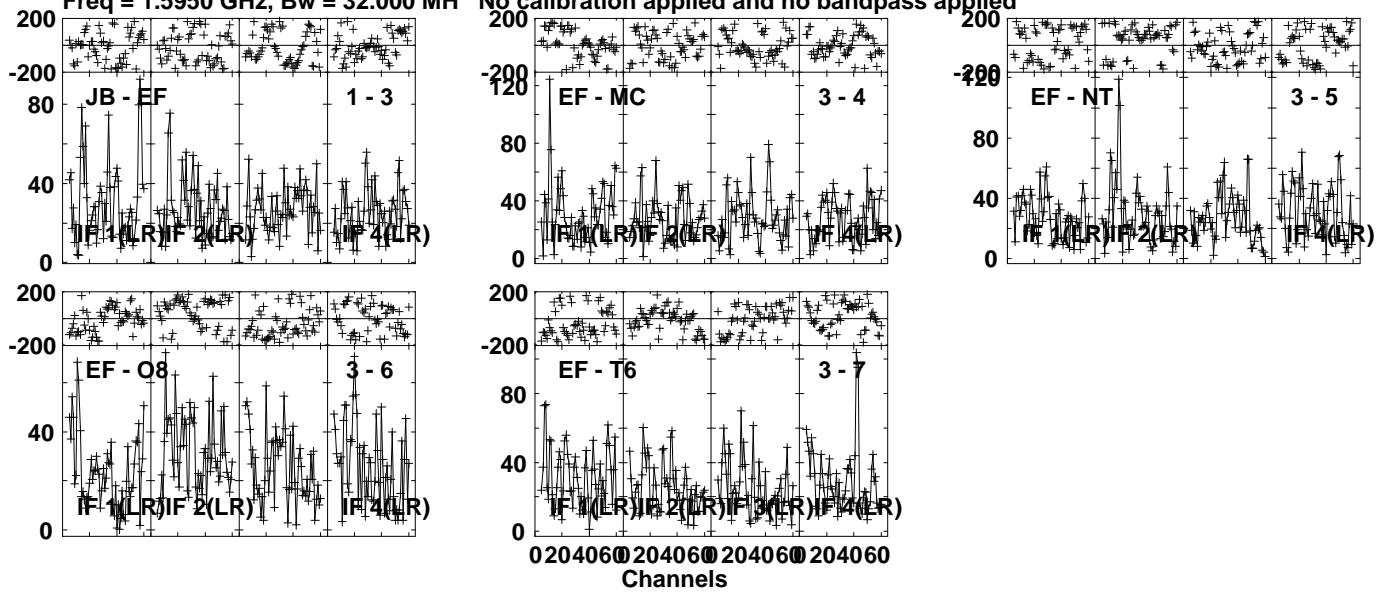 Freq = 1.5950 GHz, Bw = 32.000 MH No calibration applied and no bandpass applied
200
-200
JB - EF 1 - 3
80
40
0
IF 1(LR) IF 2(LR) IF 4(LR)
200
-200
120
EF - MC 3 - 4
80
40
0
IF 1(LR) IF 2(LR) IF 4(LR)
200
-200
120
EF - NT 3 - 5
80
40
0
IF 1(LR) IF 2(LR) IF 4(LR)
200
-200
EF - O8 3 - 6
40
0
IF 1(LR) IF 2(LR) IF 4(LR)
200
-200
EF - T6 3 - 7
80
40
0
IF 1(LR) IF 2(LR) IF 3(LR) IF 4(LR)
0 20 40 60 0 20 40 60 0 20 40 60 0 20 40 60
Channels